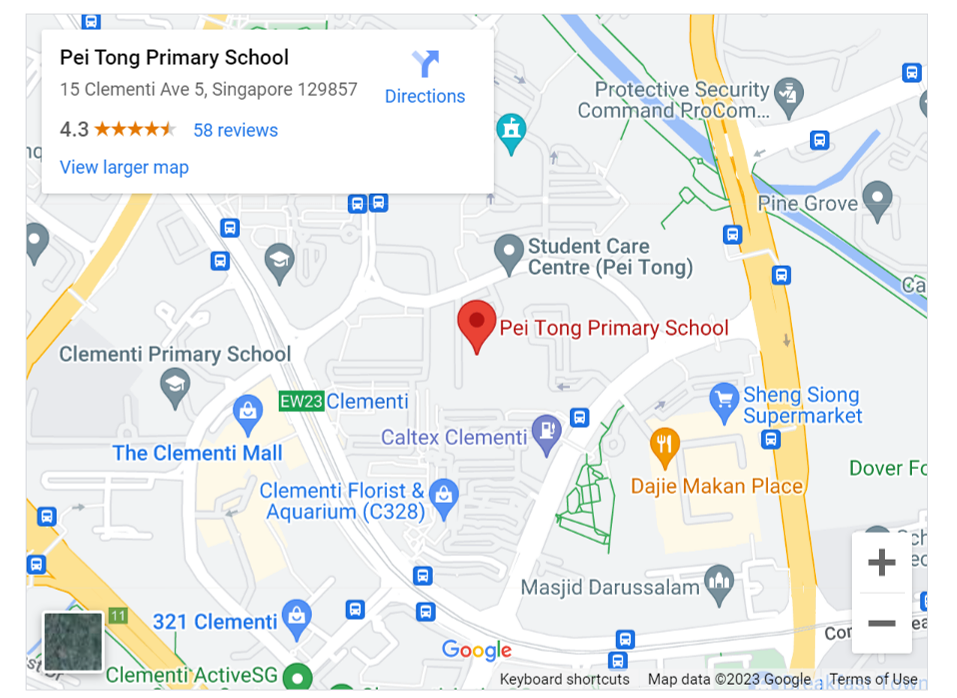 Pei Tong Primary School
15 Clementi Ave 5, Singapore 129857
Directions
4.3
58 reviews
View larger map
Protective Security
Command ProCom...
Pine Grove
Student Care
Centre (Pei Tong)
Ca
Pei Tong Primary School
Clementi Primary School
EW23 Clementi
Sheng Siong
Supermarket
Caltex Clementi
The Clementi Mall
Dajie Makan Place
Dover Fo
Clementi Florist &
Aquarium (C328)
Masjid Darussalam
11
321 Clementi
Google
Clementi ActiveSG
Keyboard shortcuts
Map data ©2023 Google
Terms of Use